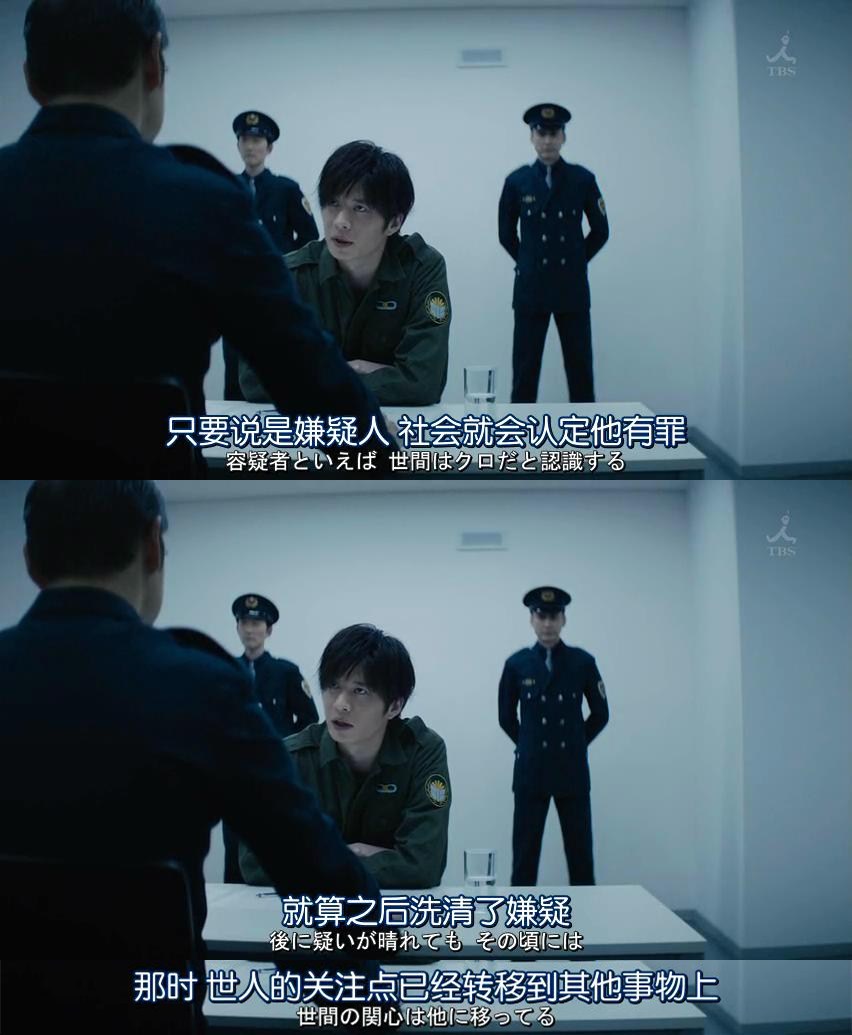 TBS
只要说是嫌疑人 社会就会认定他有罪
容疑者といえば 世間はクロだと認識する
TBS
就算之后洗清了嫌疑
後に疑いが晴れても その頃には
那时 世人的关注点已经转移到其他事物上
世間の関心は他に移ってる